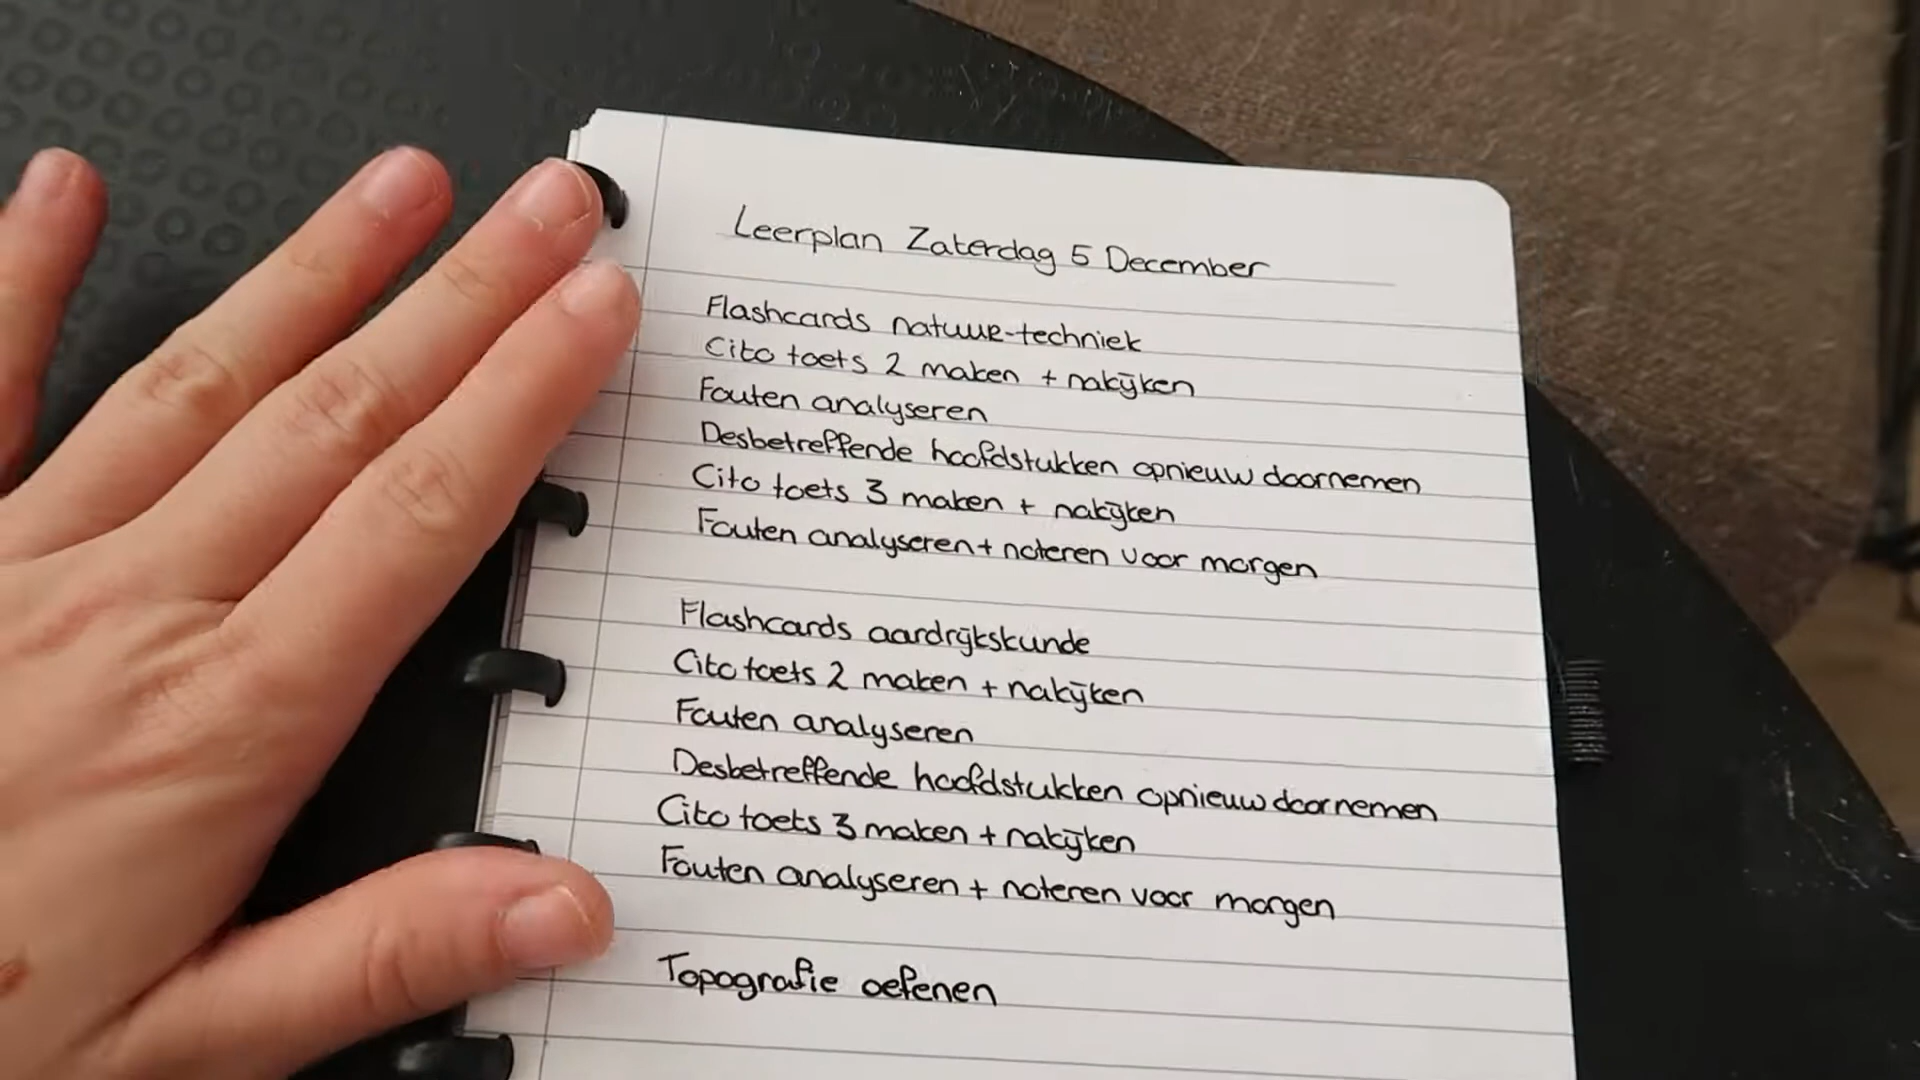 Leerplan Zaterdag 5 December
Flashcards natuur-techniek
Cito toets 2 maken + nakijken
Fouten analyseren
Desbetreffende hoofdstukken opnieuw doornemen
Cito toets 3 maken + nakijken
Fouten analyseren + noteren voor morgen
Flashcards aardrijkskunde
Cito toets 2 maken + nakijken
Fouten analyseren
Desbetreffende hoofdstukken opnieuw doornemen
Cito toets 3 maken + nakijken
Fouten analyseren + noteren voor morgen
Topografie oefenen